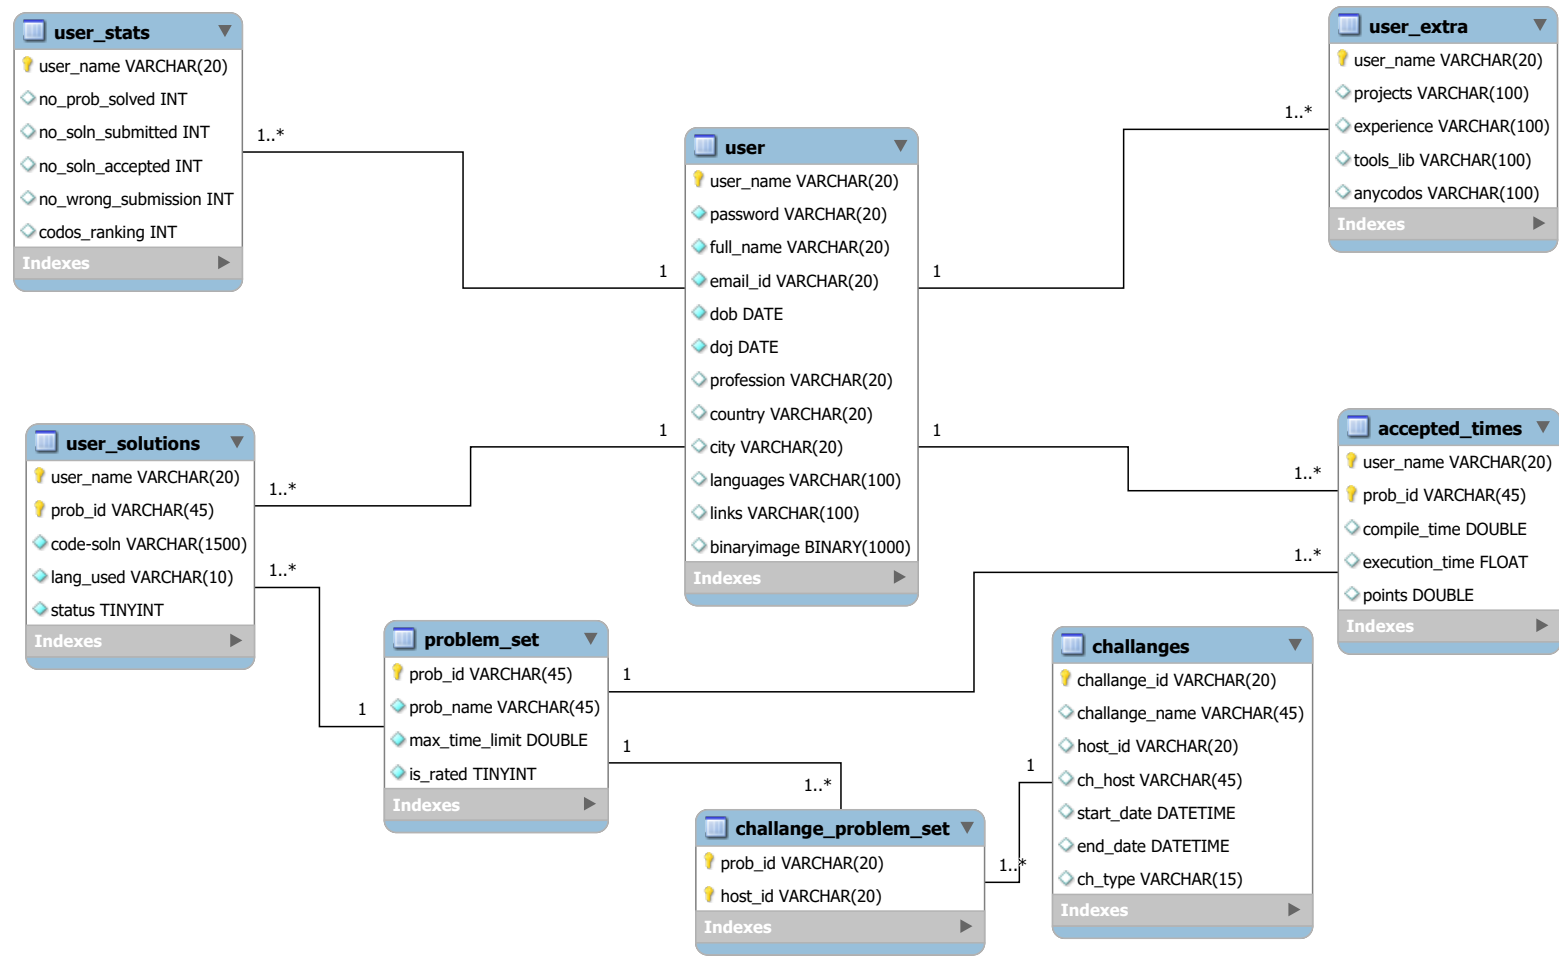 user_stats
user_name VARCHAR(20)
no_prob_solved INT
no_soln_submitted INT
no_soln_accepted INT
no_wrong_submission INT
codos_ranking INT
Indexes
1..*
1
user_extra
user_name VARCHAR(20)
projects VARCHAR(100)
experience VARCHAR(100)
tools_lib VARCHAR(100)
anycodos VARCHAR(100)
Indexes
1..*
1
user
user_name VARCHAR(20)
password VARCHAR(20)
full_name VARCHAR(20)
email_id VARCHAR(20)
dob DATE
doj DATE
profession VARCHAR(20)
country VARCHAR(20)
city VARCHAR(20)
languages VARCHAR(100)
links VARCHAR(100)
binaryimage BINARY(1000)
Indexes
1
1
user_solutions
user_name VARCHAR(20)
prob_id VARCHAR(45)
code-soln VARCHAR(1500)
lang_used VARCHAR(10)
status TINYINT
Indexes
1..*
1..*
accepted_times
user_name VARCHAR(20)
prob_id VARCHAR(45)
compile_time DOUBLE
execution_time FLOAT
points DOUBLE
Indexes
1..*
1..*
problem_set
prob_id VARCHAR(45)
prob_name VARCHAR(45)
max_time_limit DOUBLE
is_rated TINYINT
Indexes
1
1
1
challanges
challange_id VARCHAR(20)
challange_name VARCHAR(45)
host_id VARCHAR(20)
ch_host VARCHAR(45)
start_date DATETIME
end_date DATETIME
ch_type VARCHAR(15)
Indexes
1
challange_problem_set
prob_id VARCHAR(20)
host_id VARCHAR(20)
Indexes
1..*
1..*